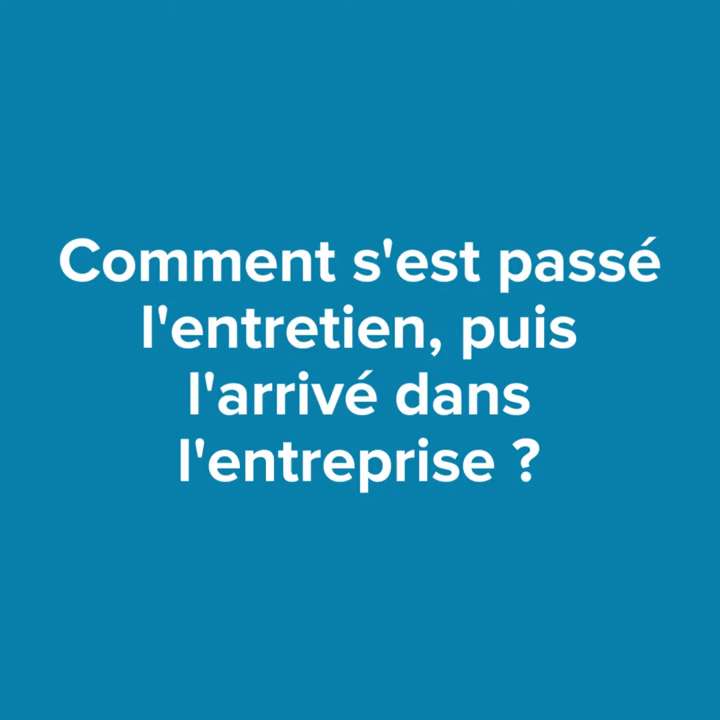 Comment s'est passé
l'entretien, puis
l'arrivé dans
l'entreprise ?